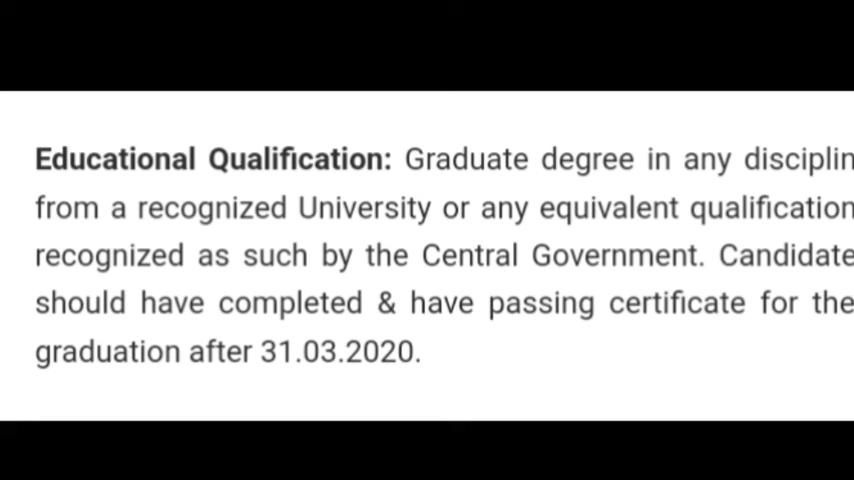 Educational Qualification: Graduate degree in any disciplin
from a recognized University or any equivalent qualification
recognized as such by the Central Government. Candidate
should have completed & have passing certificate for the
graduation after 31.03.2020.